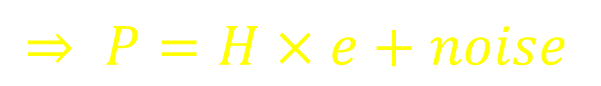 ⇒ P = H × e + noise